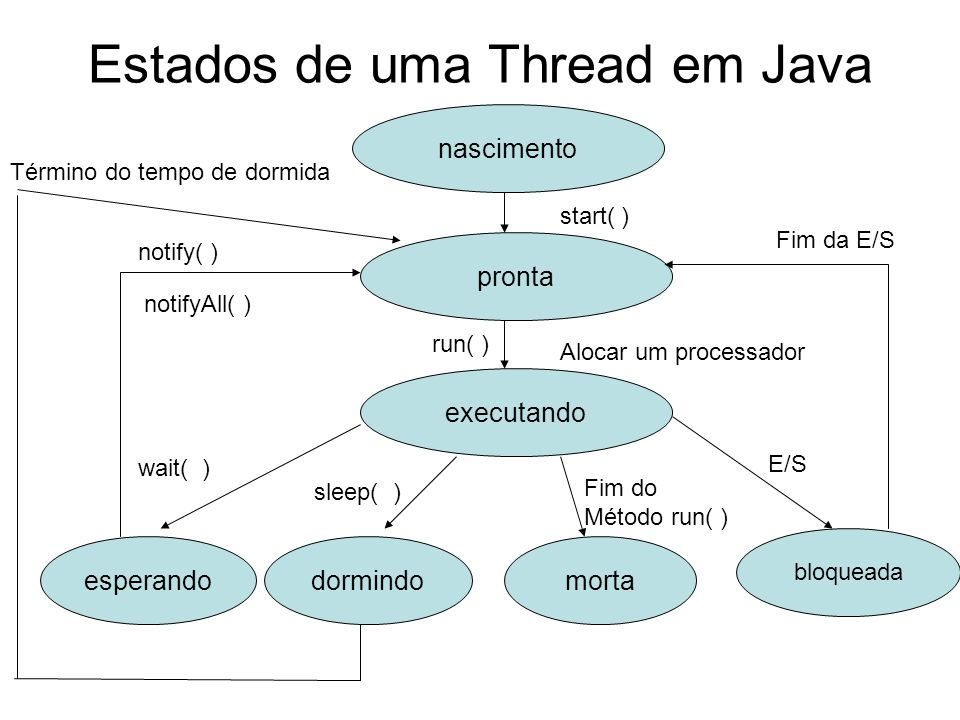 Estados de uma Thread em Java
nascimento
Término do tempo de dormida
start( )
Fim da E/S
notify( )
pronta
notifyAll( )
run( )
Alocar um processador
executando
wait(  )
E/S
sleep(  )
Fim do
Método run( )
esperando
dormindo
morta
bloqueada